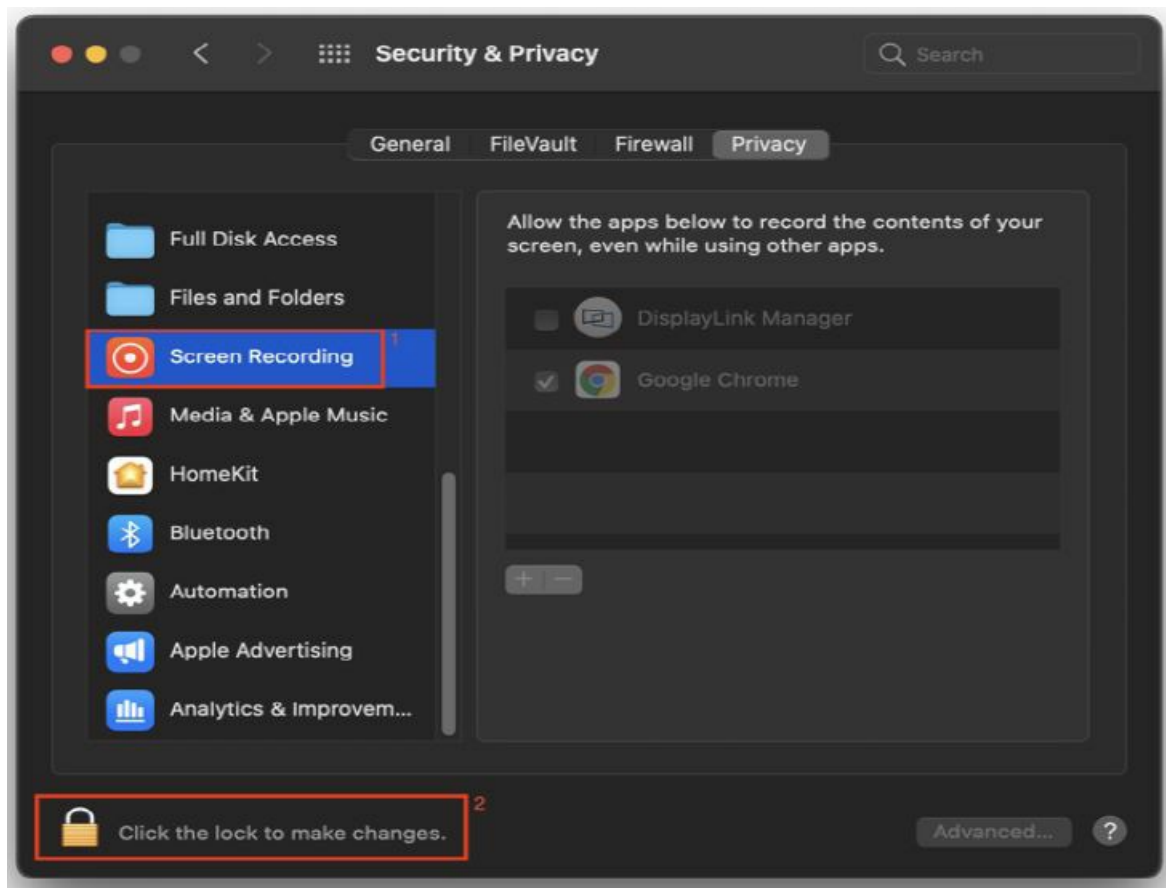 Security & Privacy
Search
General
FileVault
Firewall
Privacy
Full Disk Access
Files and Folders
Screen Recording
1
Media & Apple Music
HomeKit
Bluetooth
Automation
Apple Advertising
Analytics & Improvem...
Allow the apps below to record the contents of your
screen, even while using other apps.
DisplayLink Manager
Google Chrome
+ −
Click the lock to make changes.
2
Advanced...
?